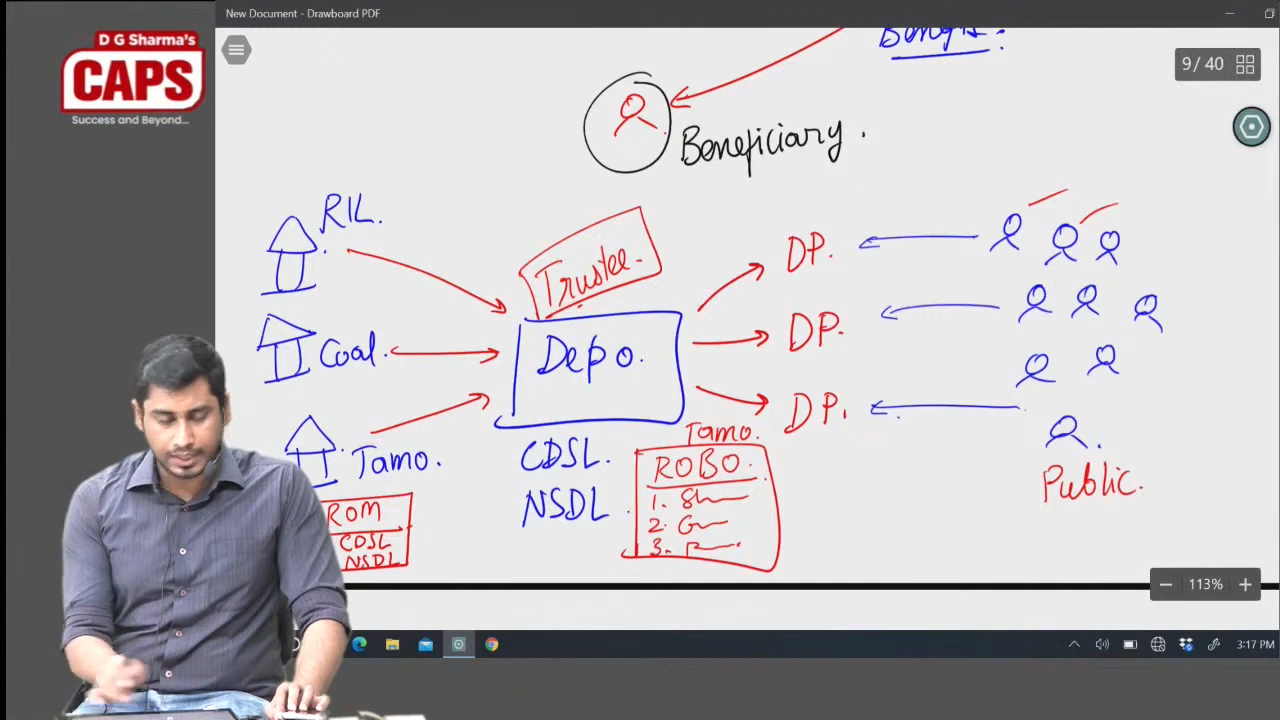 New Document - Drawboard PDF
D G Sharma's
CAPS
Success and Beyond...
9/40
Beneficiary.
RIL.
Trustee.
DP.
Coal.
Depo.
DP.
DP.
Tamo.
CDSL.
NSDL
Tamo.
ROBO.
1.
2.
3.
Public.
ROM
CDSL
NSDL
113%
3:17 PM